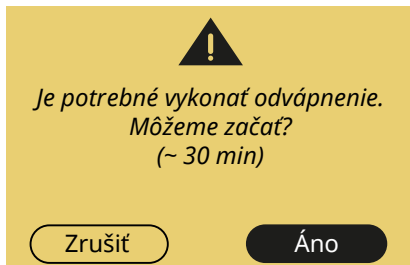 Je potrebné vykonať odvápnenie.
Môžeme začať?
(~ 30 min)
Zrušiť
Áno